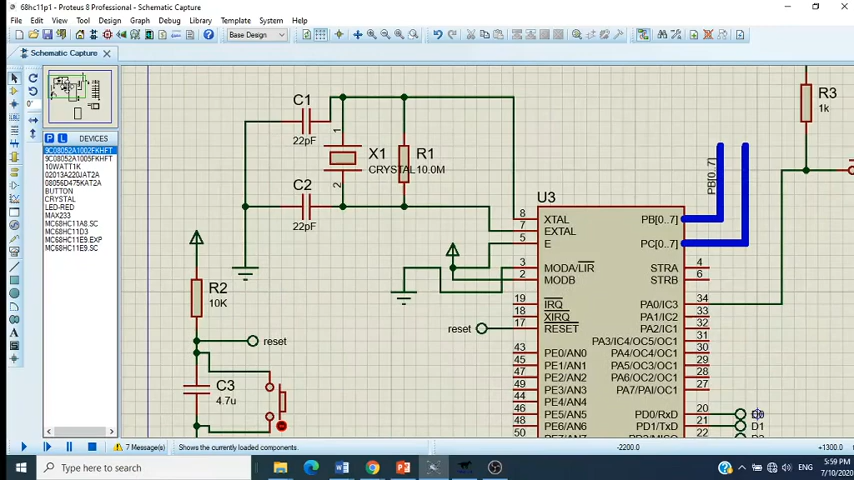 68hc11p1 - Proteus 8 Professional - Schematic Capture
File Edit View Tool Design Graph Debug Library Template System Help
Base Design
Schematic Capture
P L DEVICES
9C08052A1002FKHFT
9C08052A1005FKHFT
10WATT1K
02013A220JAT2A
08056D475KAT2A
BUTTON
CRYSTAL
LED-RED
MAX233
MC68HC11A8.SC
MC68HC11D3
MC68HC11E9.EXP
MC68HC11E9.SC
0°
C1
22pF
X1
CRYSTAL
1
2
R1
10.0M
C2
22pF
R2
10K
reset
C3
4.7u
reset
R3
1k
PB[0..7]
U3
8 XTAL PB[0..7]
7 EXTAL
5 E PC[0..7]
3 MODA/LIR STRA 4
2 MODB STRB 6
19 IRQ PA0/IC3 34
18 XIRQ PA1/IC2 33
17 RESET PA2/IC1 32
PA3/IC4/OC5/OC1 31
43 PE0/AN0 PA4/OC4/OC1 30
45 PE1/AN1 PA5/OC3/OC1 29
47 PE2/AN2 PA6/OC2/OC1 28
49 PE3/AN3 PA7/PAI/OC1 27
44 PE4/AN4
46 PE5/AN5 PD0/RxD 20 D0
48 PE6/AN6 PD1/TxD 21 D1
50 22
7 Messages
Shows the currently loaded components.
-2200.0
+1300.0
Type here to search
5:59 PM
7/10/2020